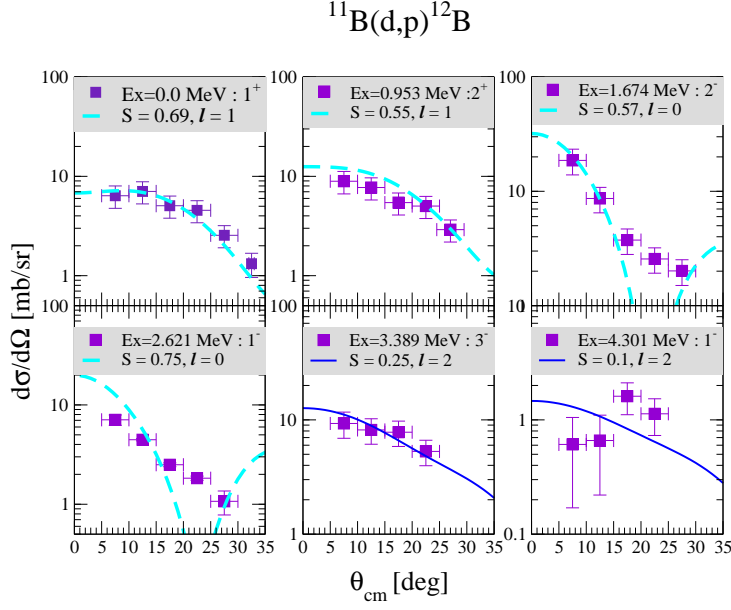 ¹¹B(d,p)¹²B
100
10
1
100
Ex=0.0 MeV : 1⁺
S = 0.69, l = 1
100
10
1
Ex=0.953 MeV :2⁺
S = 0.55, l = 1
100
10
1
Ex=1.674 MeV : 2⁻
S = 0.57, l = 0
dσ/dΩ [mb/sr]
10
1
Ex=2.621 MeV : 1⁻
S = 0.75, l = 0
0 5 10 15 20 25 30 35
100
10
1
Ex=3.389 MeV : 3⁻
S = 0.25, l = 2
0 5 10 15 20 25 30 35
10
1
0.1
Ex=4.301 MeV : 1⁻
S = 0.1, l = 2
0 5 10 15 20 25 30 35
θcm [deg]